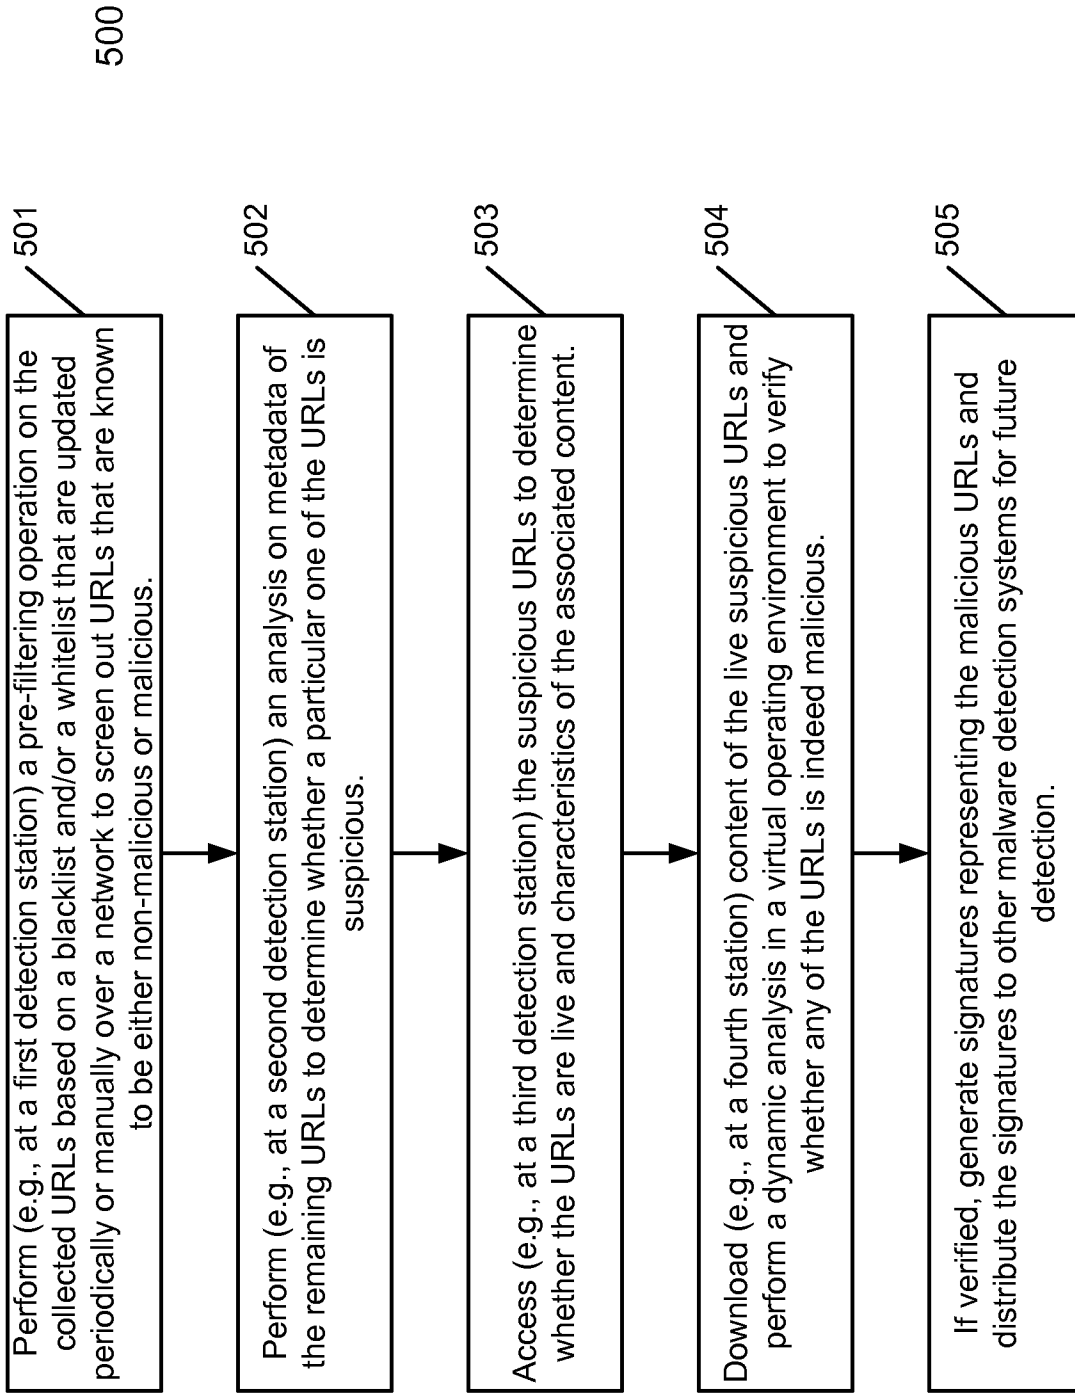 500
501
Perform (e.g., at a first detection station) a pre-filtering operation on the
collected URLs based on a blacklist and/or a whitelist that are updated
periodically or manually over a network to screen out URLs that are known
to be either non-malicious or malicious.
502
Perform (e.g., at a second detection station) an analysis on metadata of
the remaining URLs to determine whether a particular one of the URLs is
suspicious.
503
Access (e.g., at a third detection station) the suspicious URLs to determine
whether the URLs are live and characteristics of the associated content.
504
Download (e.g., at a fourth station) content of the live suspicious URLs and
perform a dynamic analysis in a virtual operating environment to verify
whether any of the URLs is indeed malicious.
505
If verified, generate signatures representing the malicious URLs and
distribute the signatures to other malware detection systems for future
detection.